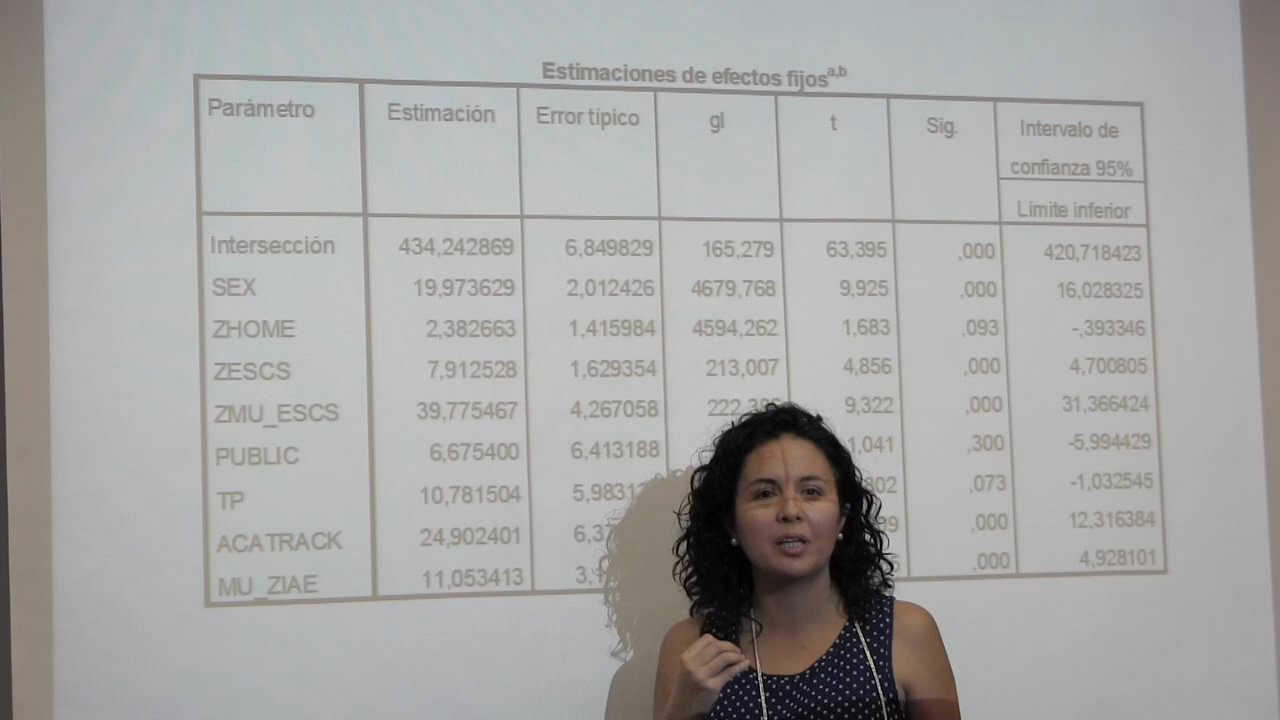 Estimaciones de efectos fijos a,b
Parámetro Estimación Error típico gl t Sig. Intervalo de
confianza 95%
Límite inferior
Intersección 434,242869 6,849829 165,279 63,395 ,000 420,718423
SEX 19,973629 2,012426 4679,768 9,925 ,000 16,028325
ZHOME 2,382663 1,415984 4594,262 1,683 ,093 -,393346
ZESCS 7,912528 1,629354 213,007 4,856 ,000 4,700805
ZMU_ESCS 39,775467 4,267058 9,322 ,000 31,366424
PUBLIC 6,675400 6,413188 ,300 -5,994429
TP 10,781504 ,073 -1,032545
ACATRACK 24,902401 ,000 12,316384
MU_ZIAE 11,053413 ,000 4,928101